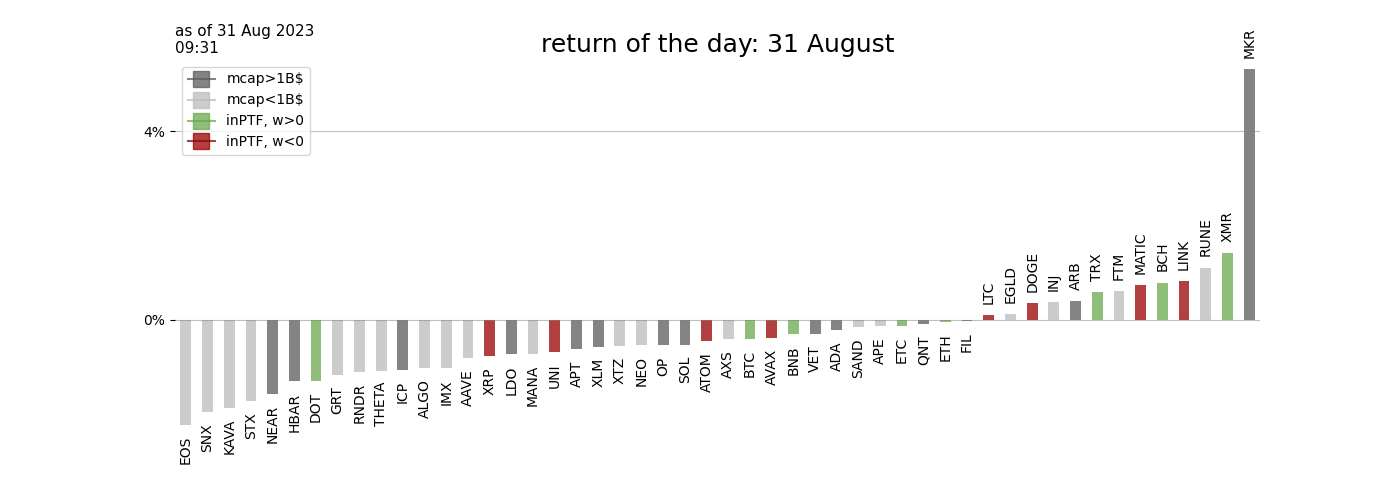 as of 31 Aug 2023
09:31
return of the day: 31 August
mcap>1B$
mcap<1B$
inPTF, w>0
inPTF, w<0
4%
0%
EOS
SNX
KAVA
STX
NEAR
HBAR
DOT
GRT
RNDR
THETA
ICP
ALGO
IMX
AAVE
XRP
LDO
MANA
UNI
APT
XLM
XTZ
NEO
OP
SOL
ATOM
AXS
BTC
AVAX
BNB
VET
ADA
SAND
APE
ETC
QNT
ETH
FIL
LTC
EGLD
DOGE
INJ
ARB
TRX
FTM
MATIC
BCH
LINK
RUNE
XMR
MKR